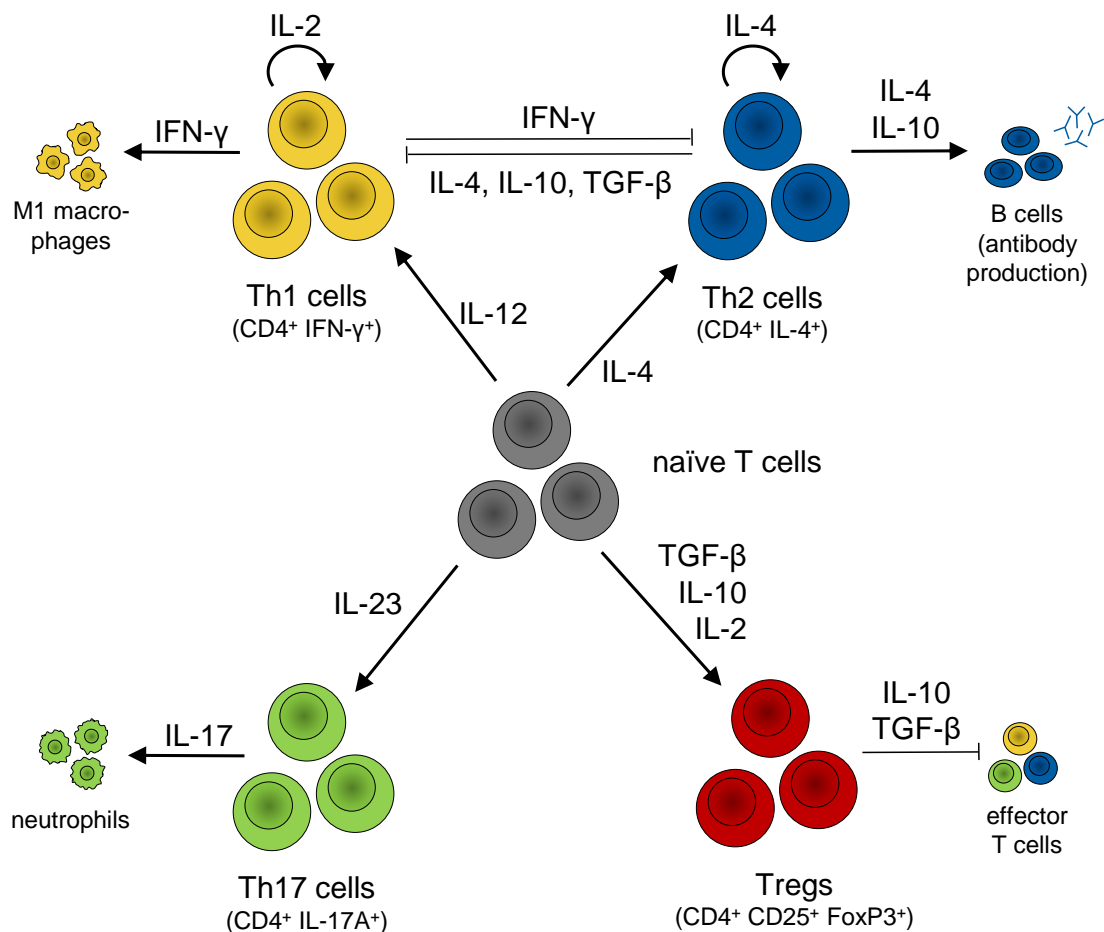 IL-2
IL-4
IFN-γ
IFN-γ
IL-4, IL-10, TGF-β
IL-4
IL-10
M1 macro-
phages
B cells
(antibody
production)
Th1 cells
(CD4⁺ IFN-γ⁺)
Th2 cells
(CD4⁺ IL-4⁺)
IL-12
IL-4
naïve T cells
IL-23
TGF-β
IL-10
IL-2
IL-17
neutrophils
IL-10
TGF-β
effector
T cells
Th17 cells
(CD4⁺ IL-17A⁺)
Tregs
(CD4⁺ CD25⁺ FoxP3⁺)